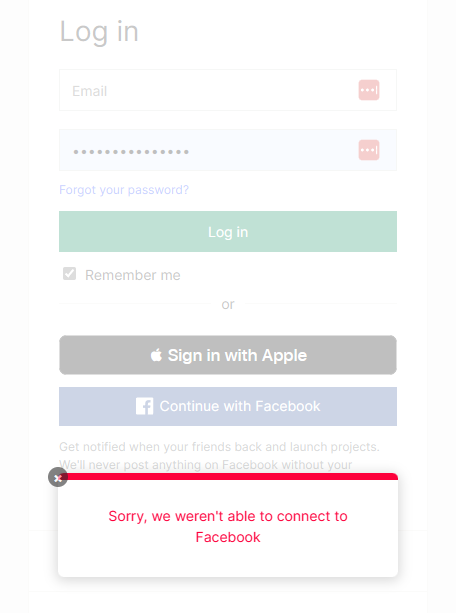 Log in
Email
Forgot your password?
Log in
Remember me
or
Sign in with Apple
Continue with Facebook
Get notified when your friends back and launch projects.
We'll never post anything on Facebook without your
Sorry, we weren't able to connect to
Facebook